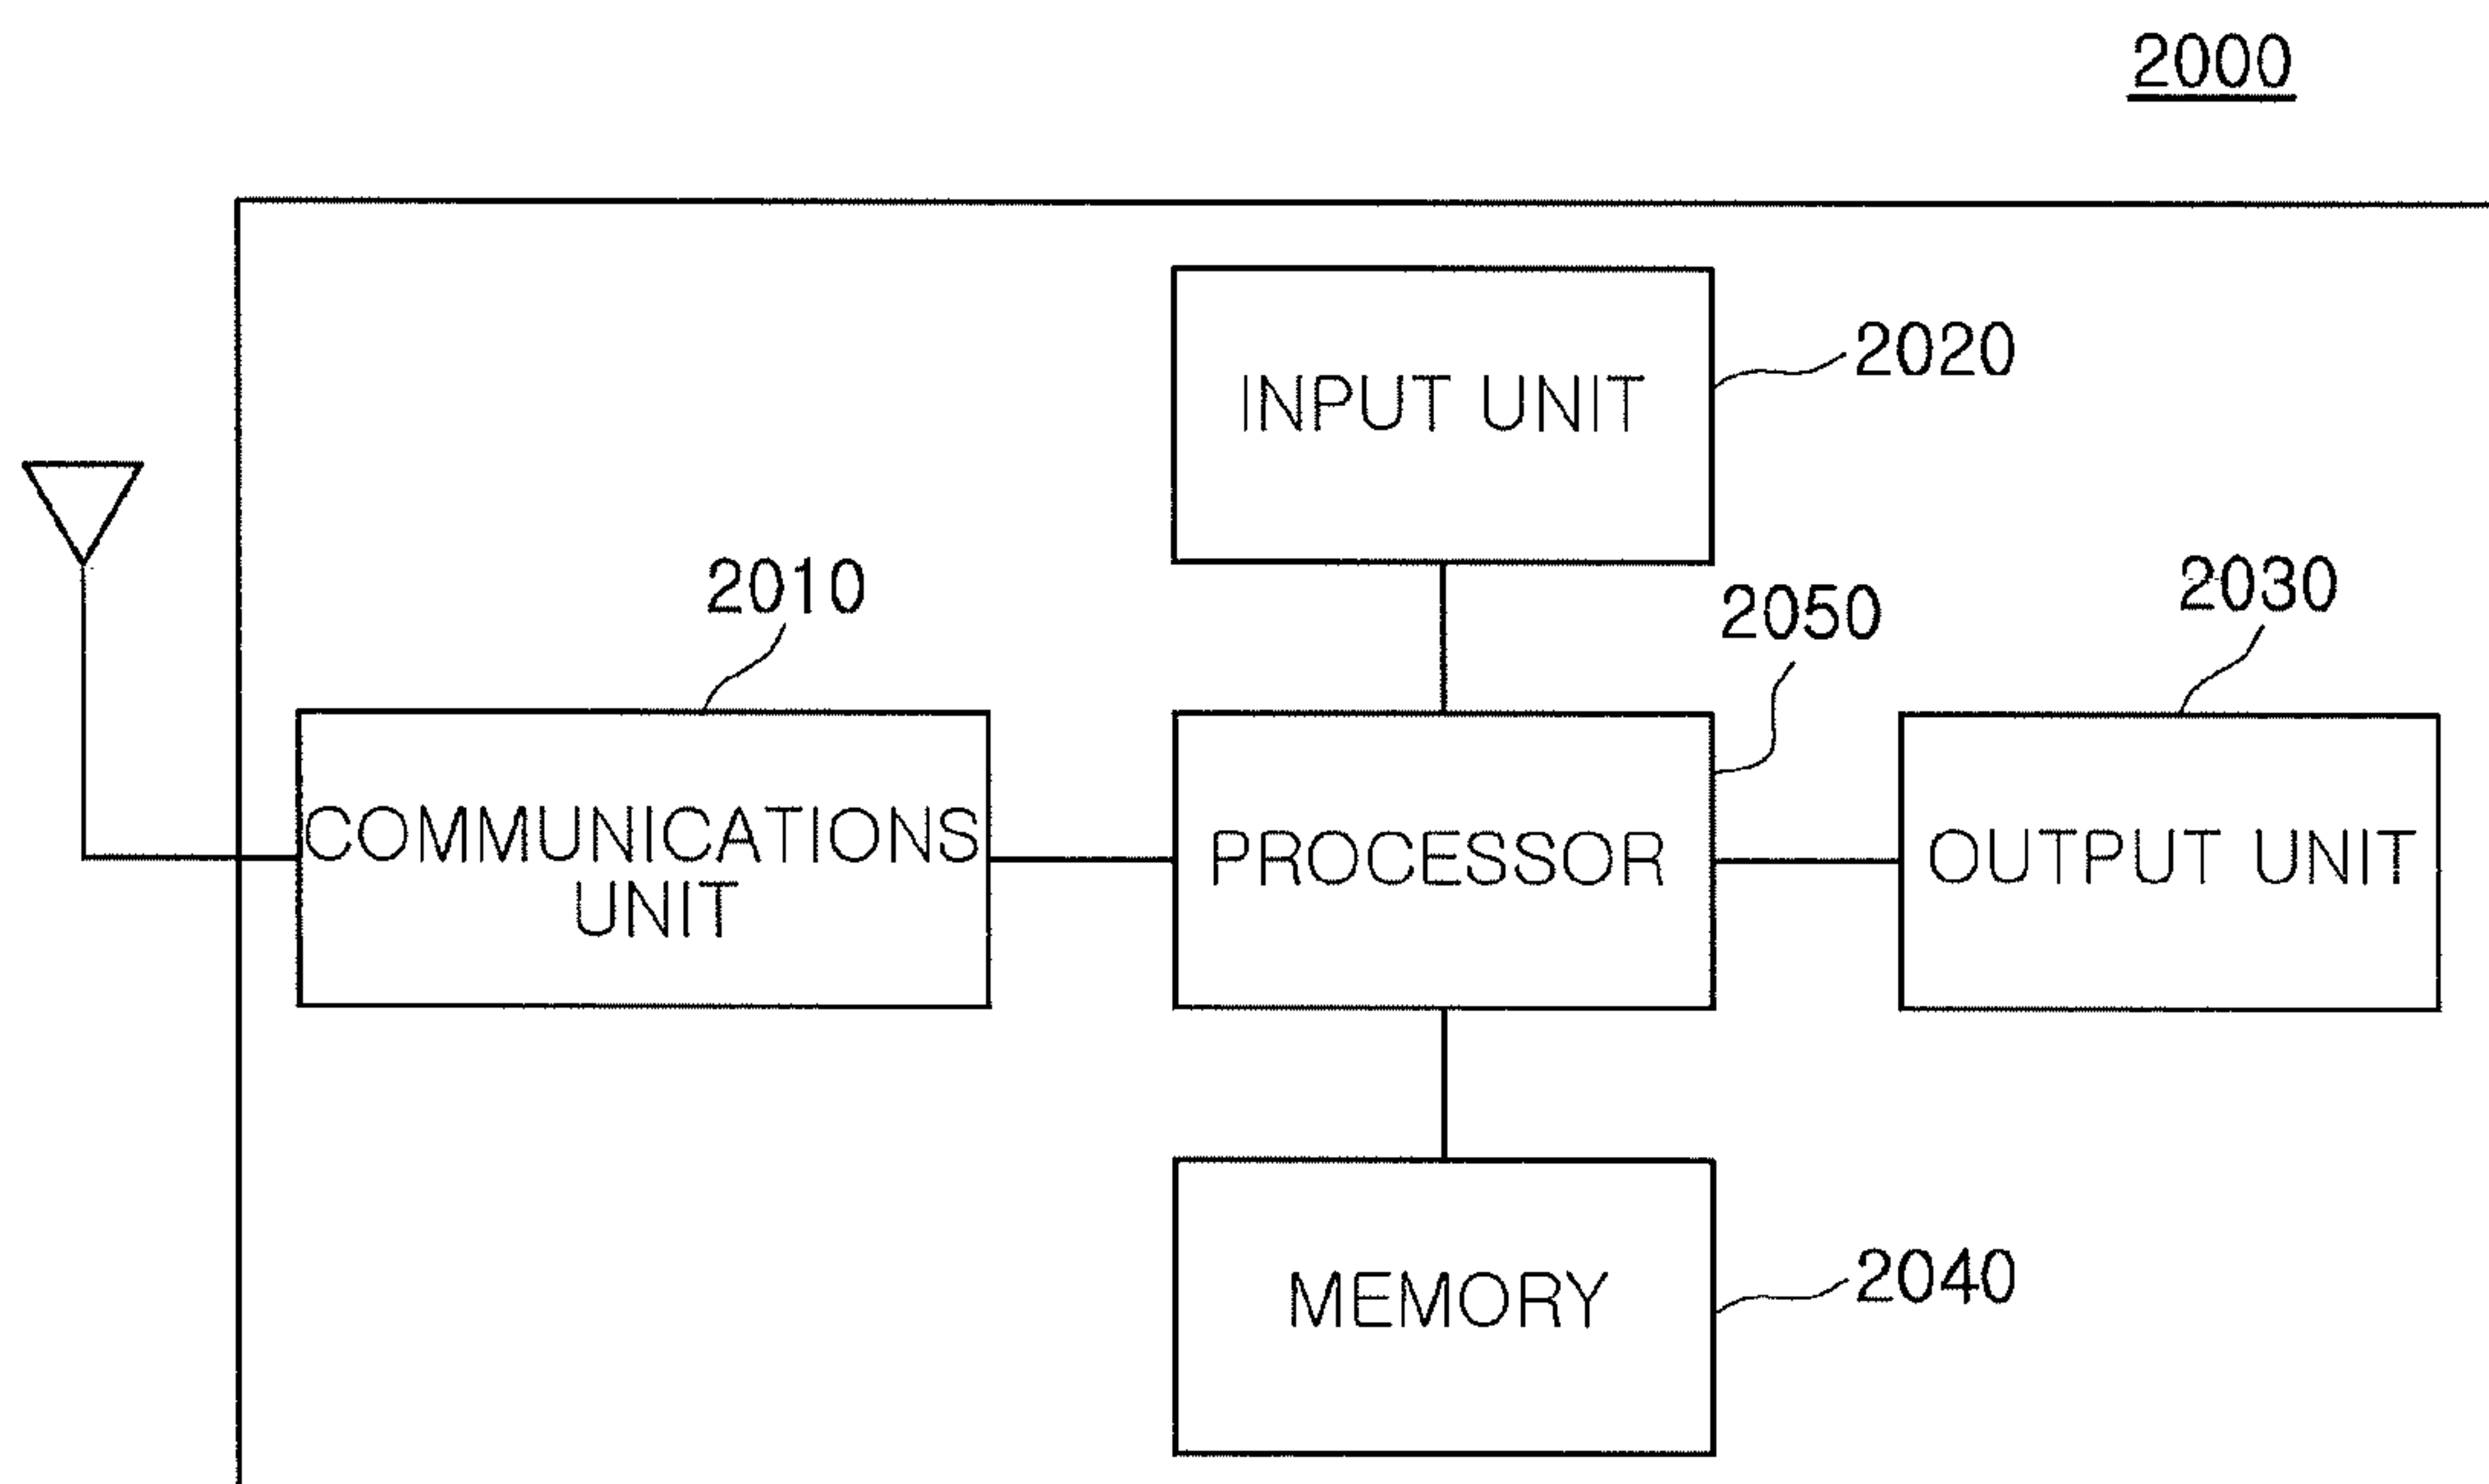 2000
INPUT UNIT
2020
2010
2050
2030
COMMUNICATIONS
UNIT
PROCESSOR
OUTPUT UNIT
MEMORY
2040